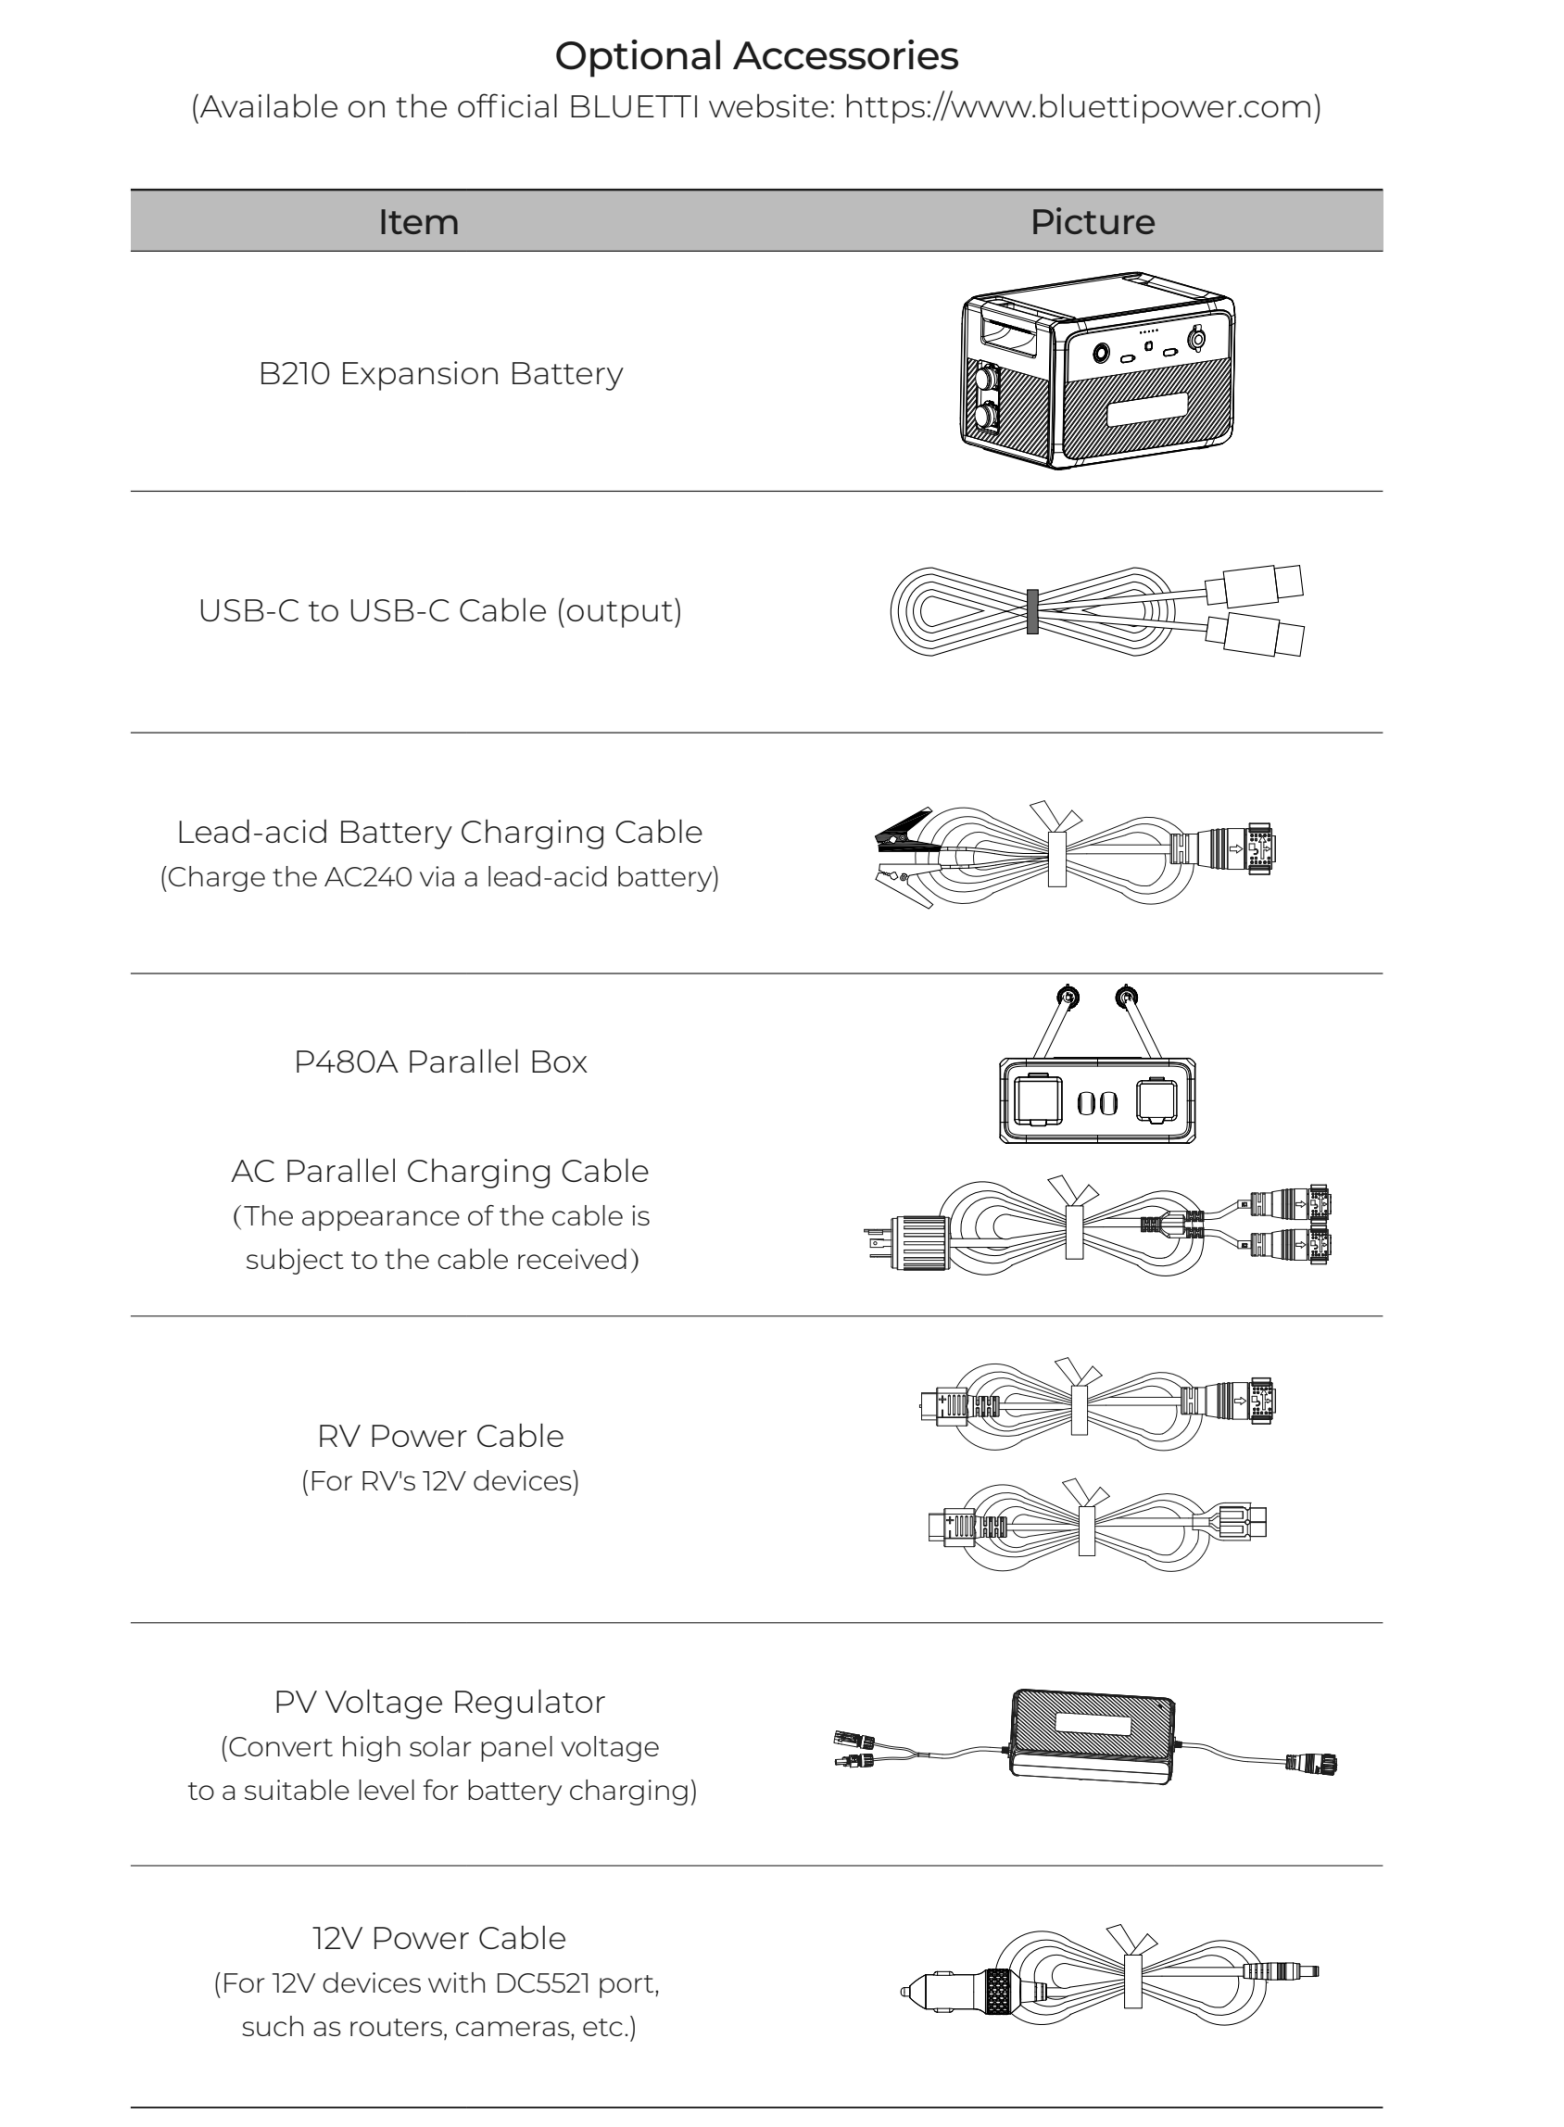 Optional Accessories
(Available on the official BLUETTI website: https://www.bluettipower.com)
Item Picture
B210 Expansion Battery
USB-C to USB-C Cable (output)
Lead-acid Battery Charging Cable
(Charge the AC240 via a lead-acid battery)
P480A Parallel Box
AC Parallel Charging Cable
(The appearance of the cable is
subject to the cable received)
RV Power Cable
(For RV's 12V devices)
PV Voltage Regulator
(Convert high solar panel voltage
to a suitable level for battery charging)
12V Power Cable
(For 12V devices with DC5521 port,
such as routers, cameras, etc.)